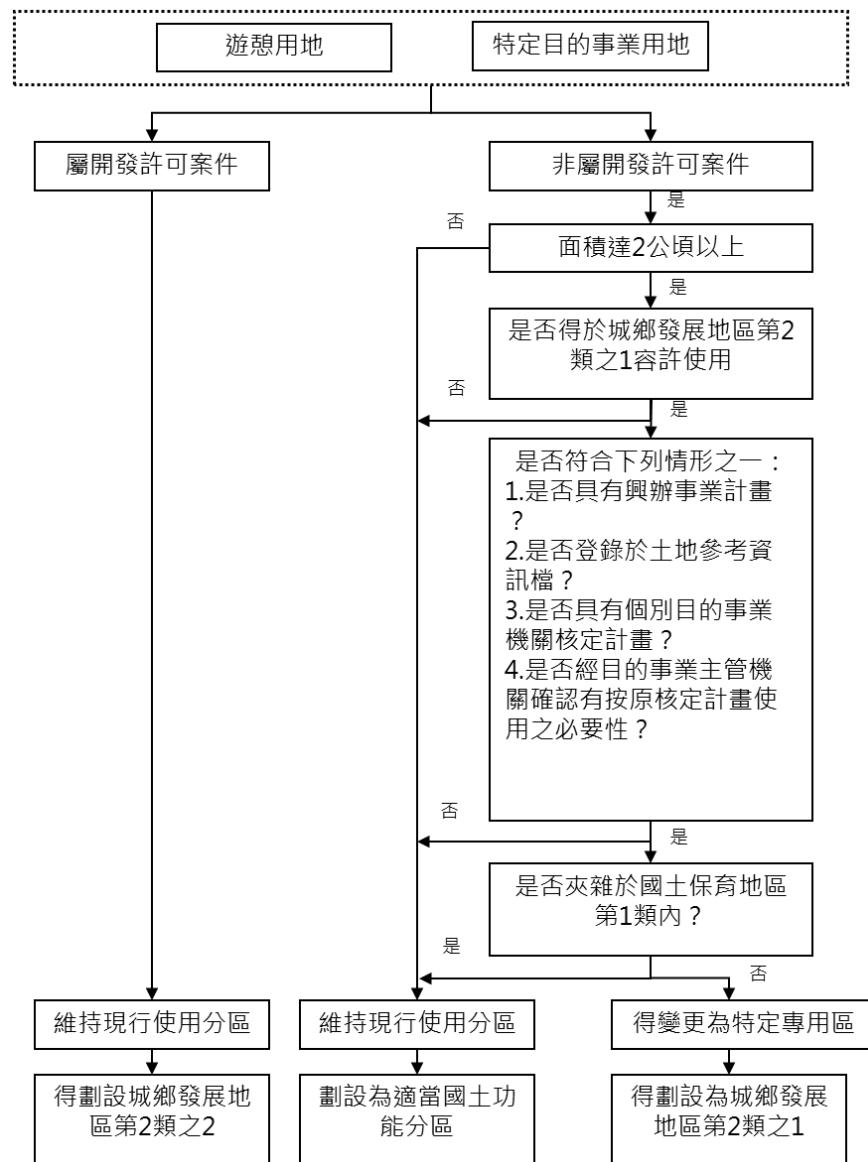 遊憩用地
特定目的事業用地
屬開發許可案件
非屬開發許可案件
是
否
面積達2公頃以上
是
是否得於城鄉發展地區第2
類之1容許使用
否
是
是否符合下列情形之一：
1.是否具有興辦事業計畫
？
2.是否登錄於土地參考資
訊檔？
3.是否具有個別目的事業
機關核定計畫？
4.是否經目的事業主管機
關確認有按原核定計畫使
用之必要性？
否
是
是否夾雜於國土保育地區
第1類內？
是
否
維持現行使用分區
維持現行使用分區
得變更為特定專用區
得劃設城鄉發展地
區第2類之2
劃設為適當國土功
能分區
得劃設為城鄉發展
地區第2類之1